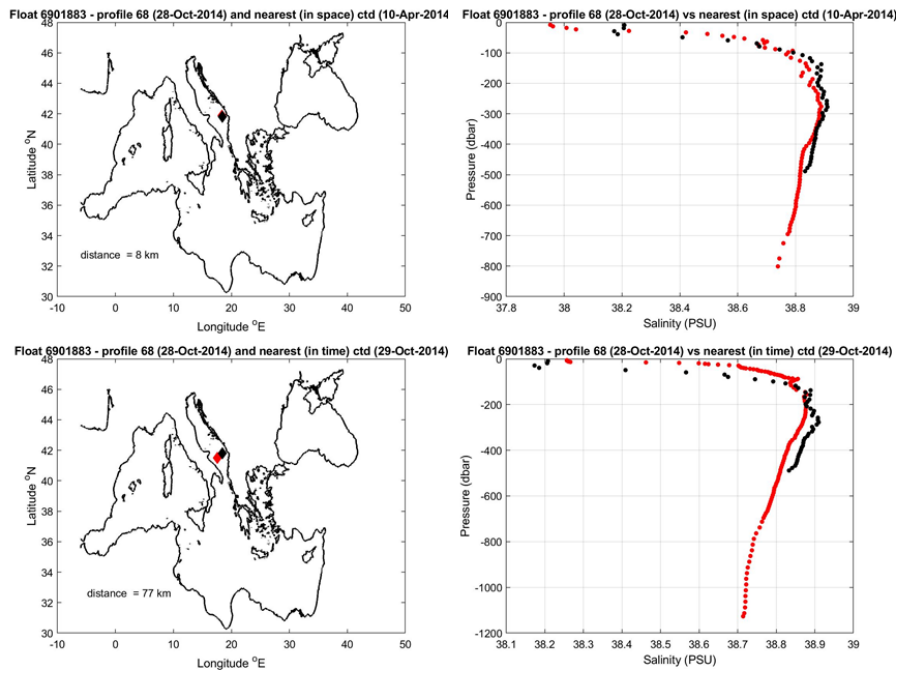 Float 6901883 - profile 68 (28-Oct-2014) and nearest (in space) ctd (10-Apr-2014
48
46
44
42
40
38
36
34
32
30
Latitude °N
distance = 8 km
-10 0 10 20 30 40 50
Longitude °E
Float 6901883 - profile 68 (28-Oct-2014) vs nearest (in space) ctd (10-Apr-2014)
0
-100
-200
-300
-400
-500
-600
-700
-800
-900
Pressure (dbar)
37.8 38 38.2 38.4 38.6 38.8 39
Salinity (PSU)
Float 6901883 - profile 68 (28-Oct-2014) and nearest (in time) ctd (29-Oct-2014)
48
46
44
42
40
38
36
34
32
30
Latitude °N
distance = 77 km
-10 0 10 20 30 40 50
Longitude °E
Float 6901883 - profile 68 (28-Oct-2014) vs nearest (in time) ctd (29-Oct-2014)
0
-200
-400
-600
-800
-1000
-1200
Pressure (dbar)
38.1 38.2 38.3 38.4 38.5 38.6 38.7 38.8 38.9 39
Salinity (PSU)